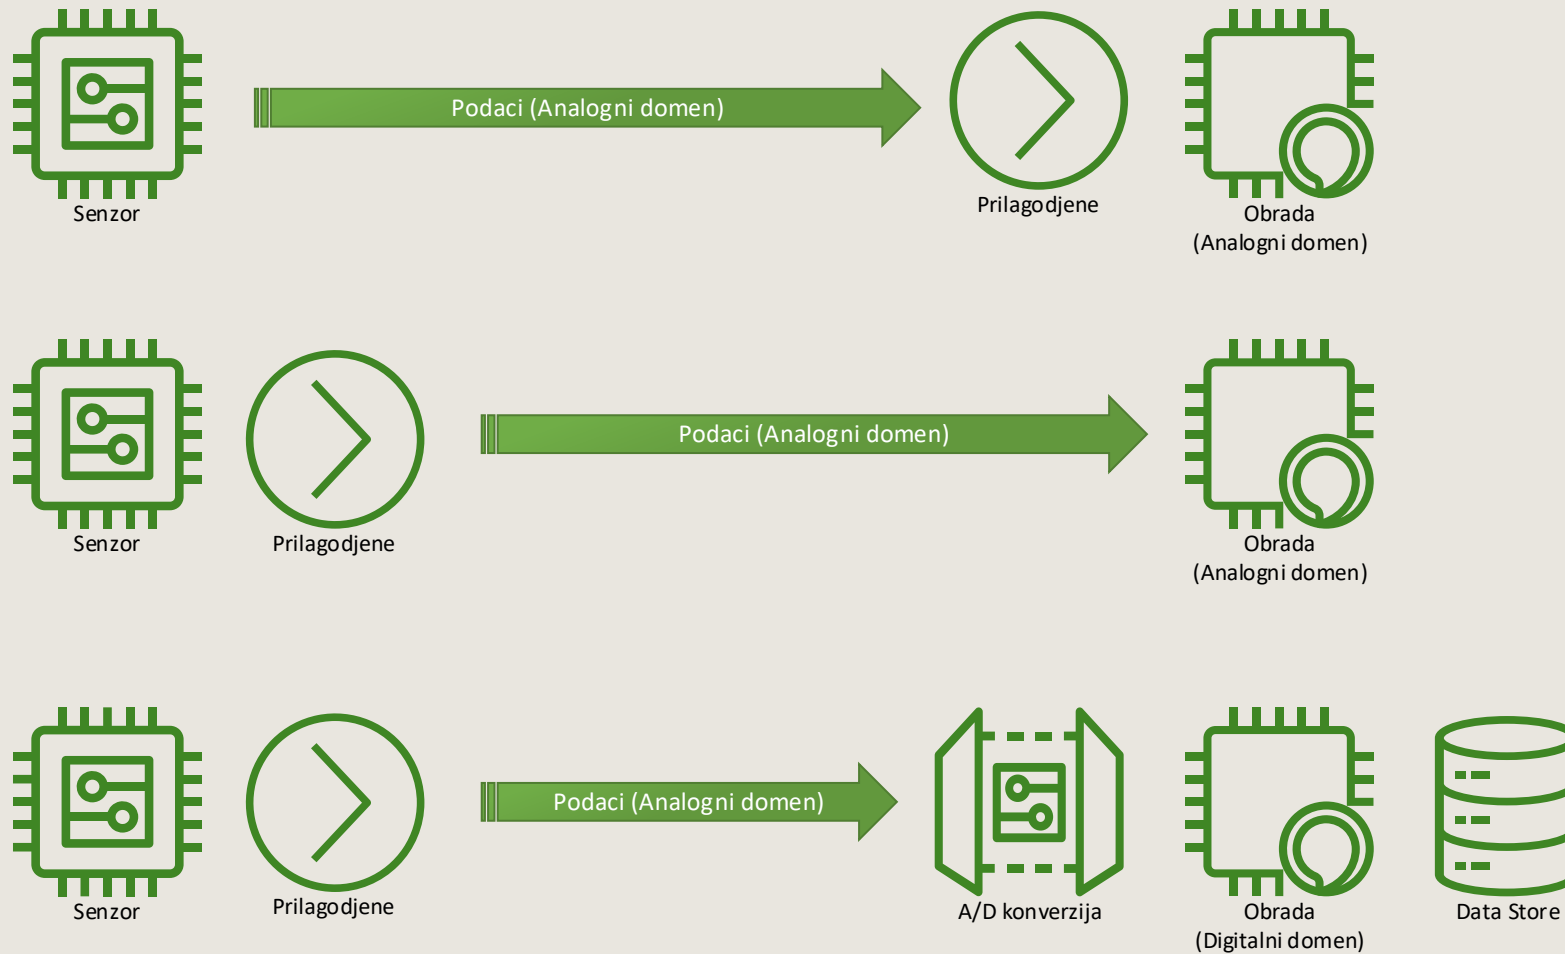 Podaci (Analogni domen)
Senzor
Prilagodjene
Obrada
(Analogni domen)
Podaci (Analogni domen)
Senzor
Prilagodjene
Obrada
(Analogni domen)
Podaci (Analogni domen)
Senzor
Prilagodjene
A/D konverzija
Obrada
(Digitalni domen)
Data Store